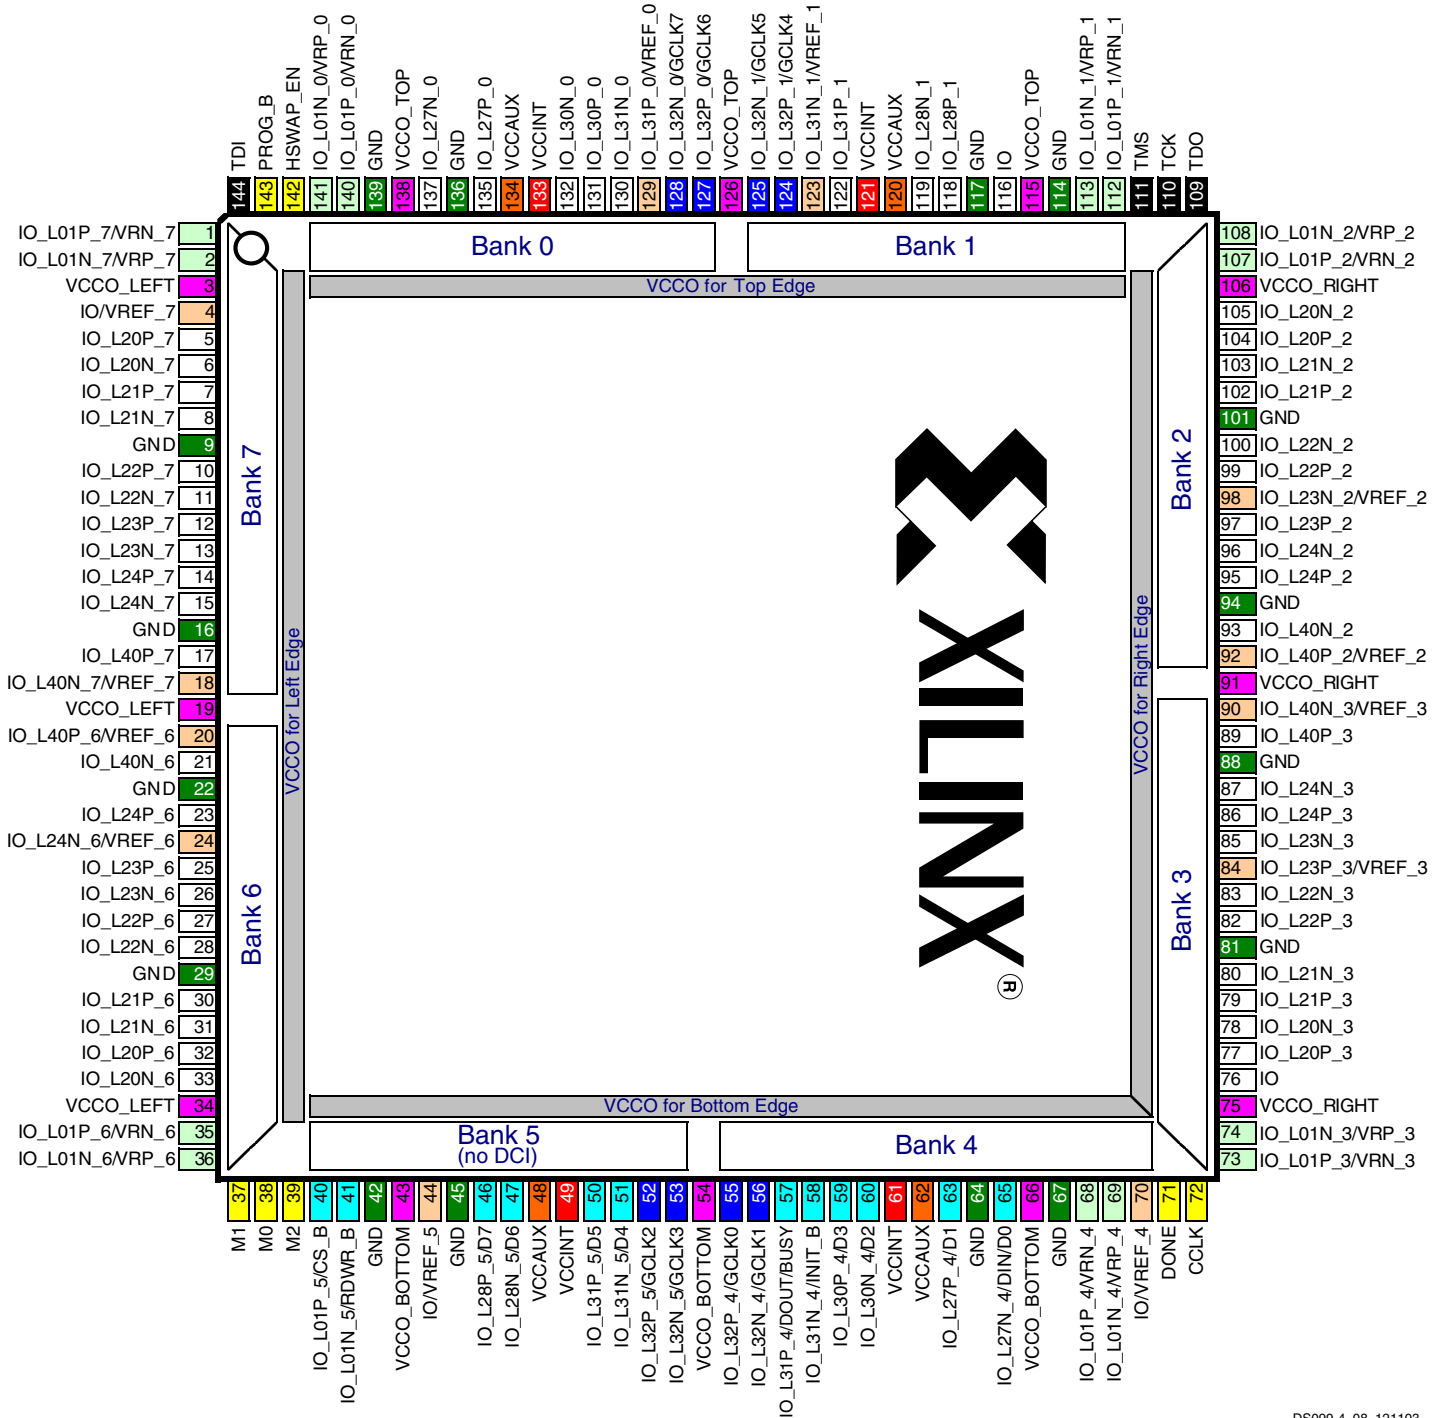 TDI
PROG_B
HSWAP_EN
IO_L01N_0/VRP_0
IO_L01P_0/VRN_0
GND
VCCO_TOP
IO_L27N_0
GND
IO_L27P_0
VCCAUX
VCCINT
IO_L30N_0
IO_L30P_0
IO_L31N_0
IO_L31P_0/VREF_0
IO_L32N_0/GCLK7
IO_L32P_0/GCLK6
VCCO_TOP
IO_L32N_1/GCLK5
IO_L32P_1/GCLK4
IO_L31N_1/VREF_1
IO_L31P_1
VCCINT
VCCAUX
IO_L28N_1
IO_L28P_1
GND
IO
VCCO_TOP
GND
IO_L01N_1/VRP_1
IO_L01P_1/VRN_1
TMS
TCK
TDO
144
143
142
141
140
139
138
137
136
135
134
133
132
131
130
129
128
127
126
125
124
123
122
121
120
119
118
117
116
115
114
113
112
111
110
109
IO_L01P_7/VRN_7 1
IO_L01N_7/VRP_7 2
VCCO_LEFT 3
IO/VREF_7 4
IO_L20P_7 5
IO_L20N_7 6
IO_L21P_7 7
IO_L21N_7 8
GND 9
IO_L22P_7 10
IO_L22N_7 11
IO_L23P_7 12
IO_L23N_7 13
IO_L24P_7 14
IO_L24N_7 15
GND 16
IO_L40P_7 17
IO_L40N_7/VREF_7 18
VCCO_LEFT 19
IO_L40P_6/VREF_6 20
IO_L40N_6 21
GND 22
IO_L24P_6 23
IO_L24N_6/VREF_6 24
IO_L23P_6 25
IO_L23N_6 26
IO_L22P_6 27
IO_L22N_6 28
GND 29
IO_L21P_6 30
IO_L21N_6 31
IO_L20P_6 32
IO_L20N_6 33
VCCO_LEFT 34
IO_L01P_6/VRN_6 35
IO_L01N_6/VRP_6 36
Bank 0
Bank 1
VCCO for Top Edge
Bank 7
Bank 6
VCCO for Left Edge
XILINX
®
VCCO for Right Edge
Bank 2
Bank 3
VCCO for Bottom Edge
Bank 5
(no DCI)
Bank 4
108 IO_L01N_2/VRP_2
107 IO_L01P_2/VRN_2
106 VCCO_RIGHT
105 IO_L20N_2
104 IO_L20P_2
103 IO_L21N_2
102 IO_L21P_2
101 GND
100 IO_L22N_2
99 IO_L22P_2
98 IO_L23N_2/VREF_2
97 IO_L23P_2
96 IO_L24N_2
95 IO_L24P_2
94 GND
93 IO_L40N_2
92 IO_L40P_2/VREF_2
91 VCCO_RIGHT
90 IO_L40N_3/VREF_3
89 IO_L40P_3
88 GND
87 IO_L24N_3
86 IO_L24P_3
85 IO_L23N_3
84 IO_L23P_3/VREF_3
83 IO_L22N_3
82 IO_L22P_3
81 GND
80 IO_L21N_3
79 IO_L21P_3
78 IO_L20N_3
77 IO_L20P_3
76 IO
75 VCCO_RIGHT
74 IO_L01N_3/VRP_3
73 IO_L01P_3/VRN_3
37
38
39
40
41
42
43
44
45
46
47
48
49
50
51
52
53
54
55
56
57
58
59
60
61
62
63
64
65
66
67
68
69
70
71
72
M1
M0
M2
IO_L01P_5/CS_B
IO_L01N_5/RDWR_B
GND
VCCO_BOTTOM
IO/VREF_5
GND
IO_L28P_5/D7
IO_L28N_5/D6
VCCAUX
VCCINT
IO_L31P_5/D5
IO_L31N_5/D4
IO_L32P_5/GCLK2
IO_L32N_5/GCLK3
VCCO_BOTTOM
IO_L32P_4/GCLK0
IO_L32N_4/GCLK1
IO_L31P_4/DOUT/BUSY
IO_L31N_4/INIT_B
IO_L30P_4/D3
IO_L30N_4/D2
VCCINT
VCCAUX
IO_L27P_4/D1
GND
IO_L27N_4/DIN/D0
VCCO_BOTTOM
GND
IO_L01P_4/VRN_4
IO_L01N_4/VRP_4
IO/VREF_4
DONE
CCLK